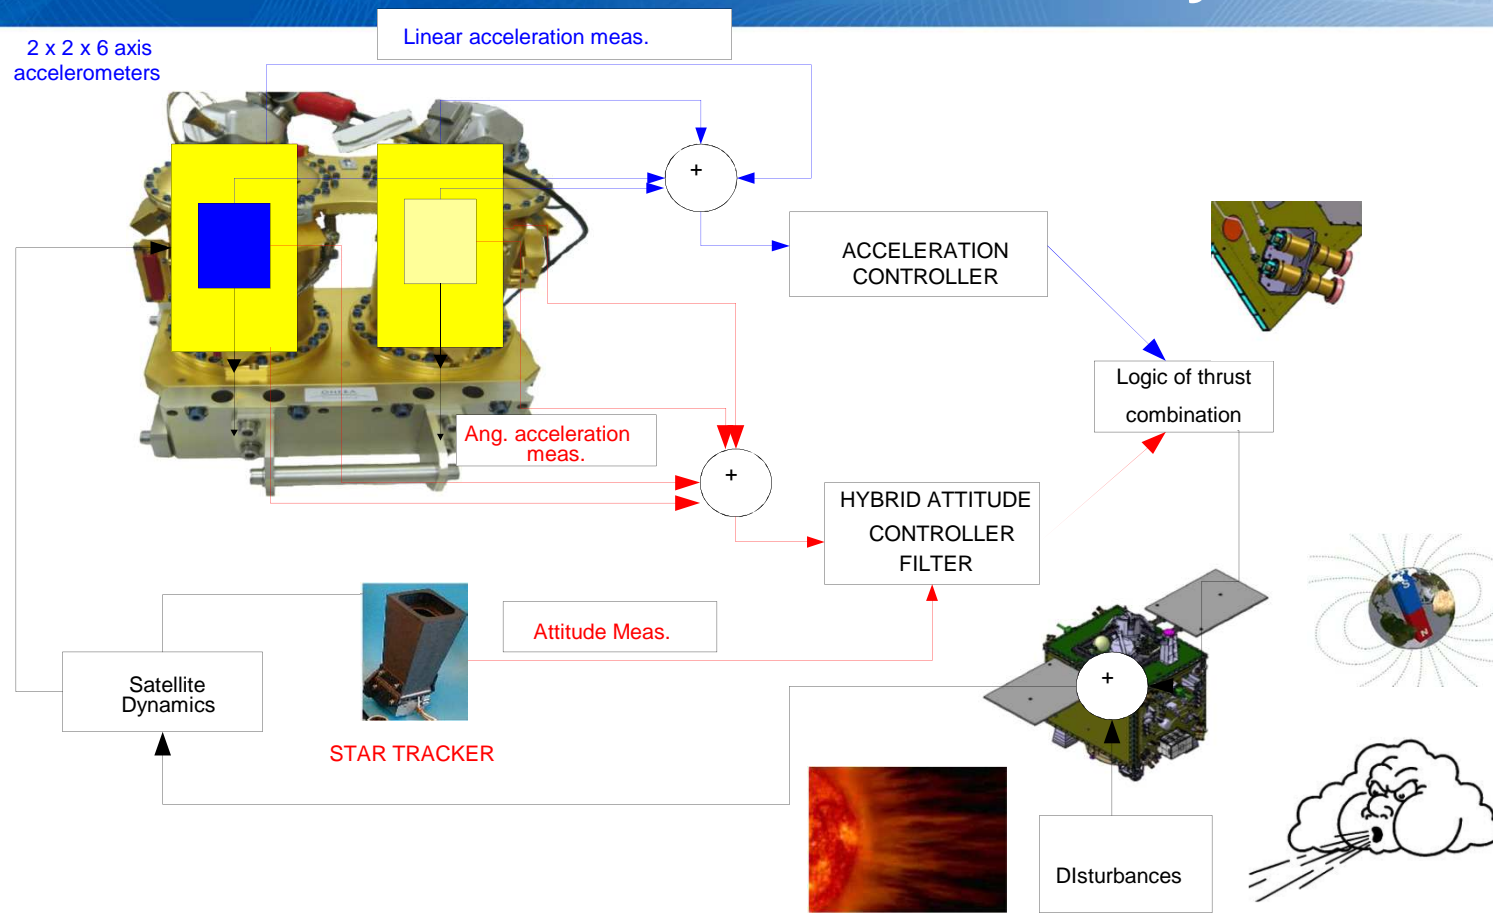 Linear acceleration meas.
2 x 2 x 6 axis
accelerometers
+
ACCELERATION
CONTROLLER
Logic of thrust
combination
ONERA
Ang. acceleration
meas.
+
HYBRID ATTITUDE
CONTROLLER
FILTER
S
N
Attitude Meas.
Satellite
Dynamics
+
STAR TRACKER
DIsturbances